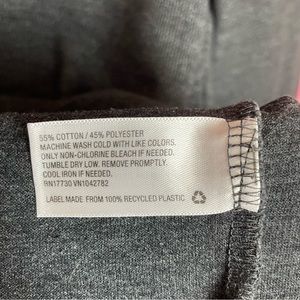 55% COTTON / 45% POLYESTER
MACHINE WASH COLD WITH LIKE COLORS.
ONLY NON-CHLORINE BLEACH IF NEEDED.
TUMBLE DRY LOW. REMOVE PROMPTLY.
COOL IRON IF NEEDED.
RN17730 VN1042782
LABEL MADE FROM 100% RECYCLED PLASTIC